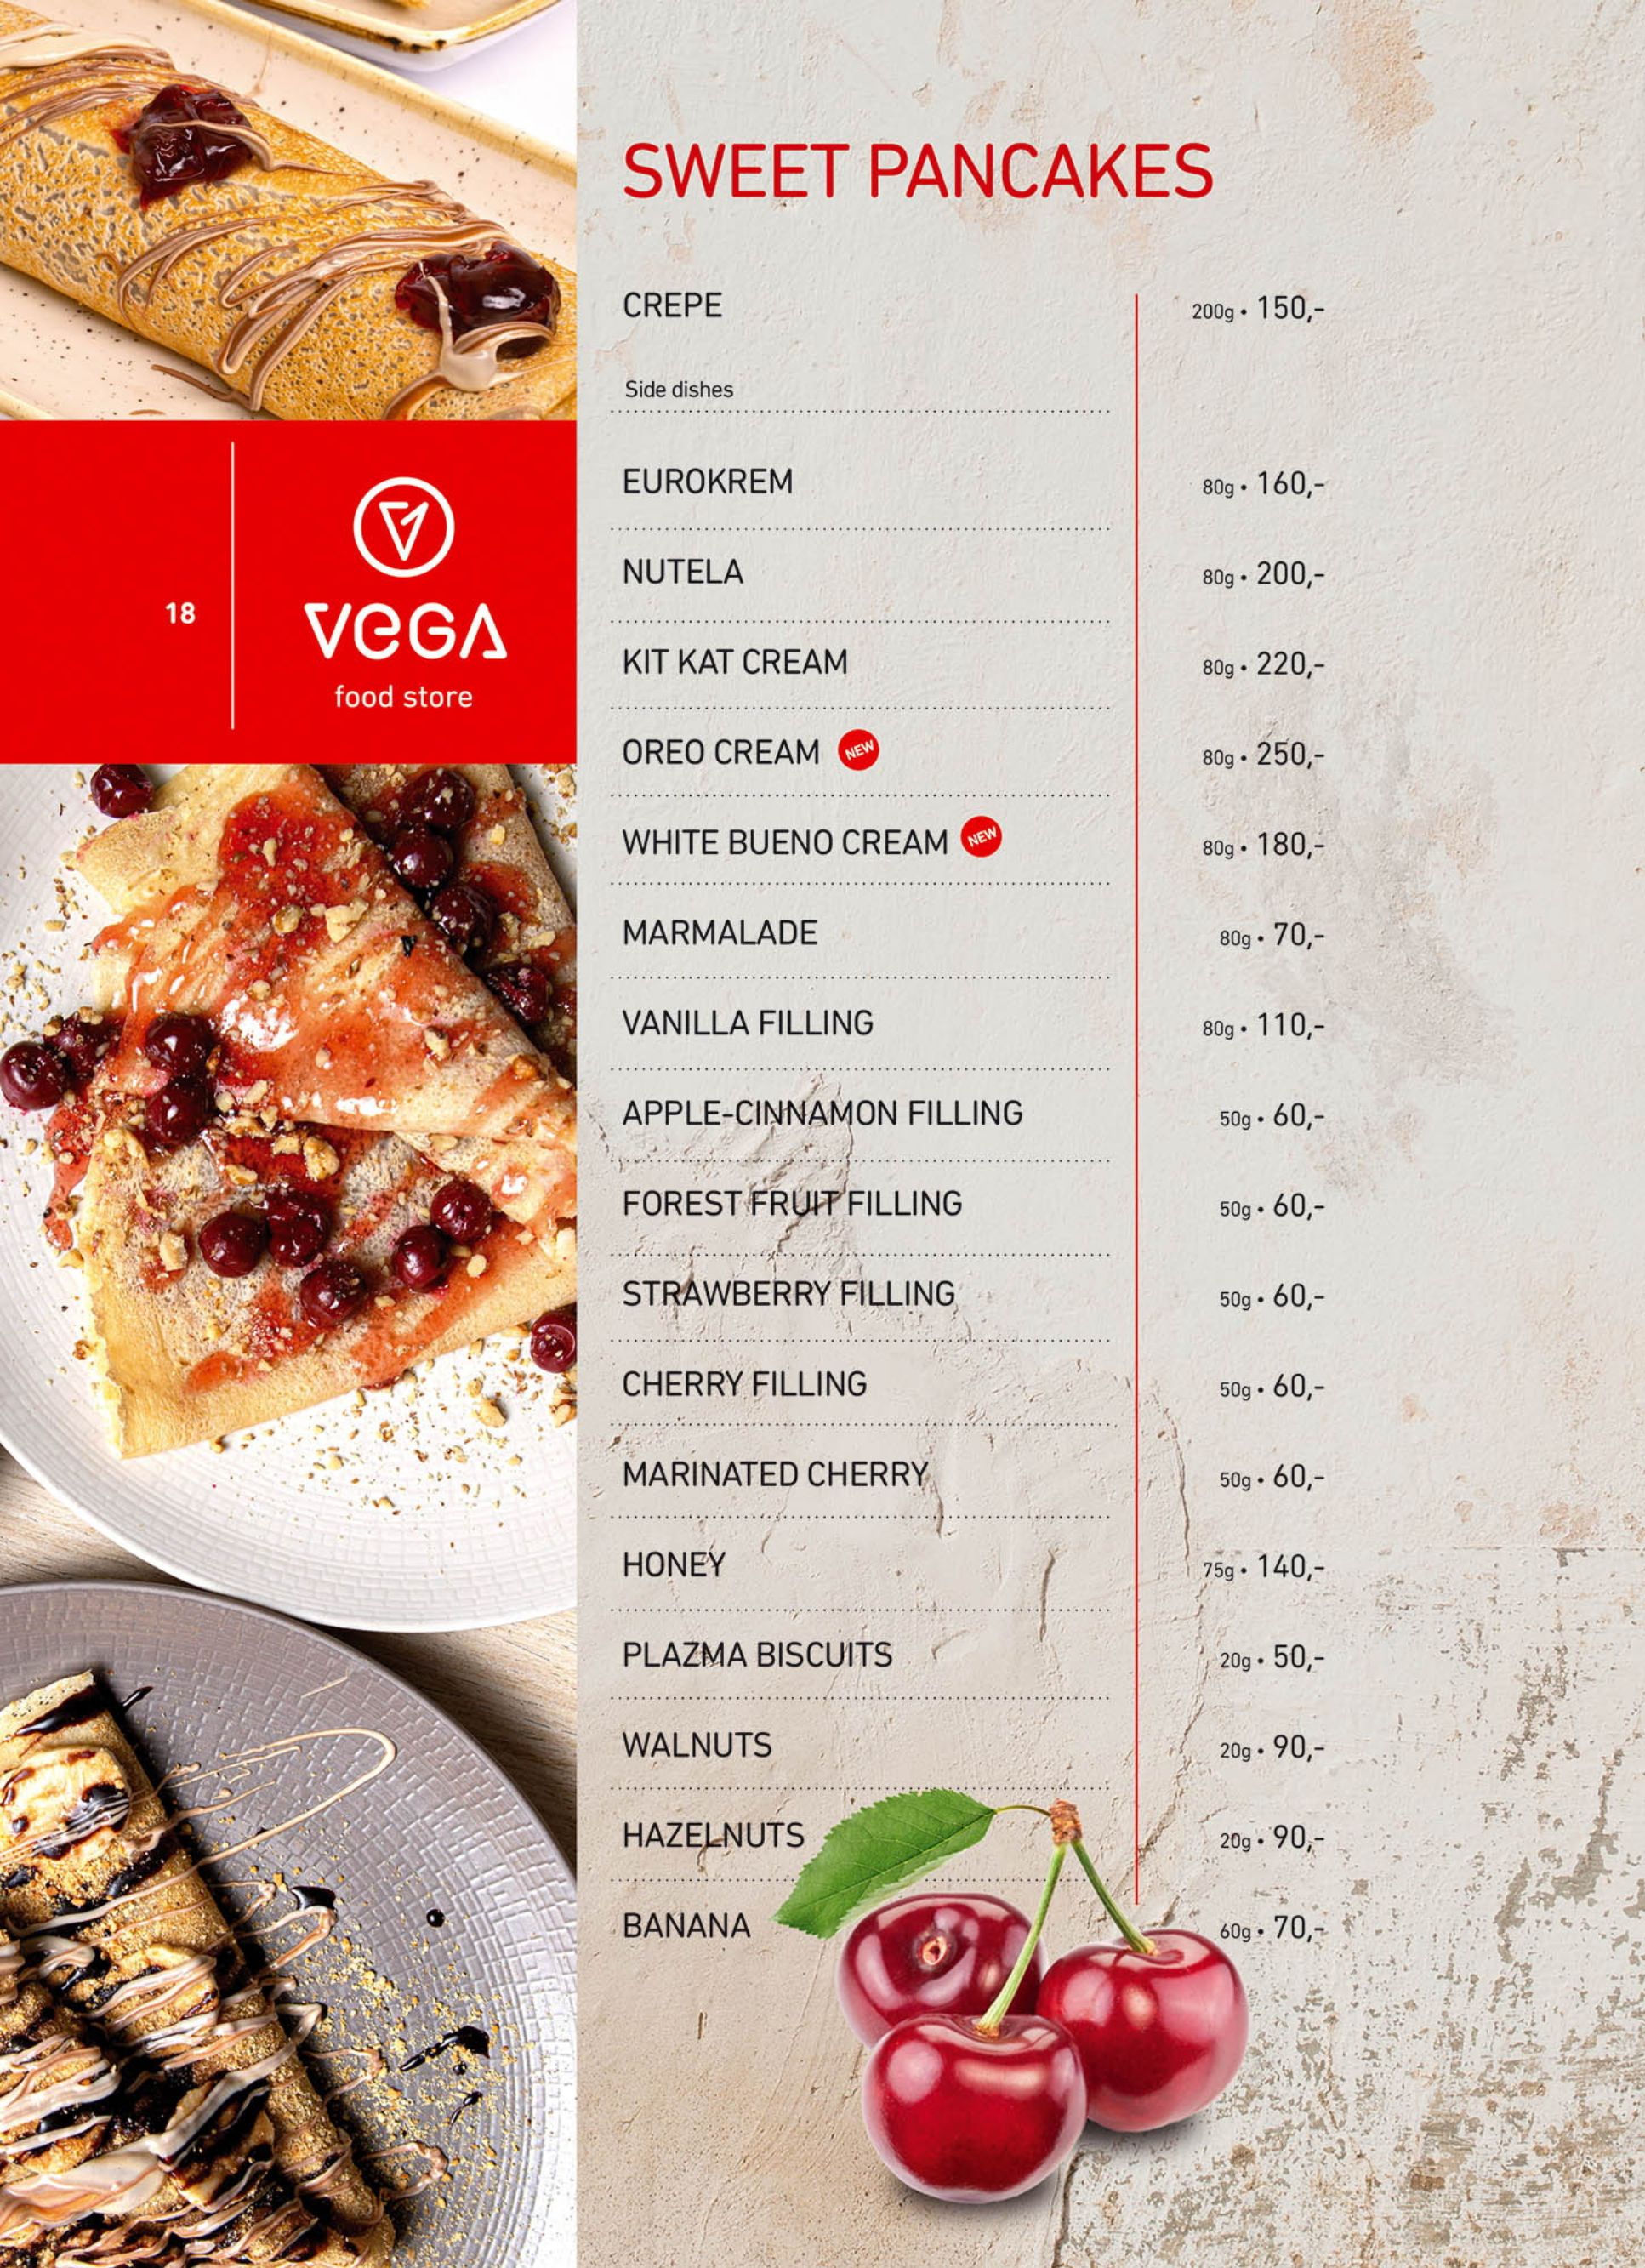 SWEET PANCAKES
CREPE 200g • 150,-
Side dishes
EUROKREM 80g • 160,-
NUTELA 80g • 200,-
KIT KAT CREAM 80g • 220,-
OREO CREAM NEW 80g • 250,-
WHITE BUENO CREAM NEW 80g • 180,-
MARMALADE 80g • 70,-
VANILLA FILLING 80g • 110,-
APPLE-CINNAMON FILLING 50g • 60,-
FOREST FRUIT FILLING 50g • 60,-
STRAWBERRY FILLING 50g • 60,-
CHERRY FILLING 50g • 60,-
MARINATED CHERRY 50g • 60,-
HONEY 75g • 140,-
PLAZMA BISCUITS 20g • 50,-
WALNUTS 20g • 90,-
HAZELNUTS 20g • 90,-
BANANA 60g • 70,-
18
VEGA
food store